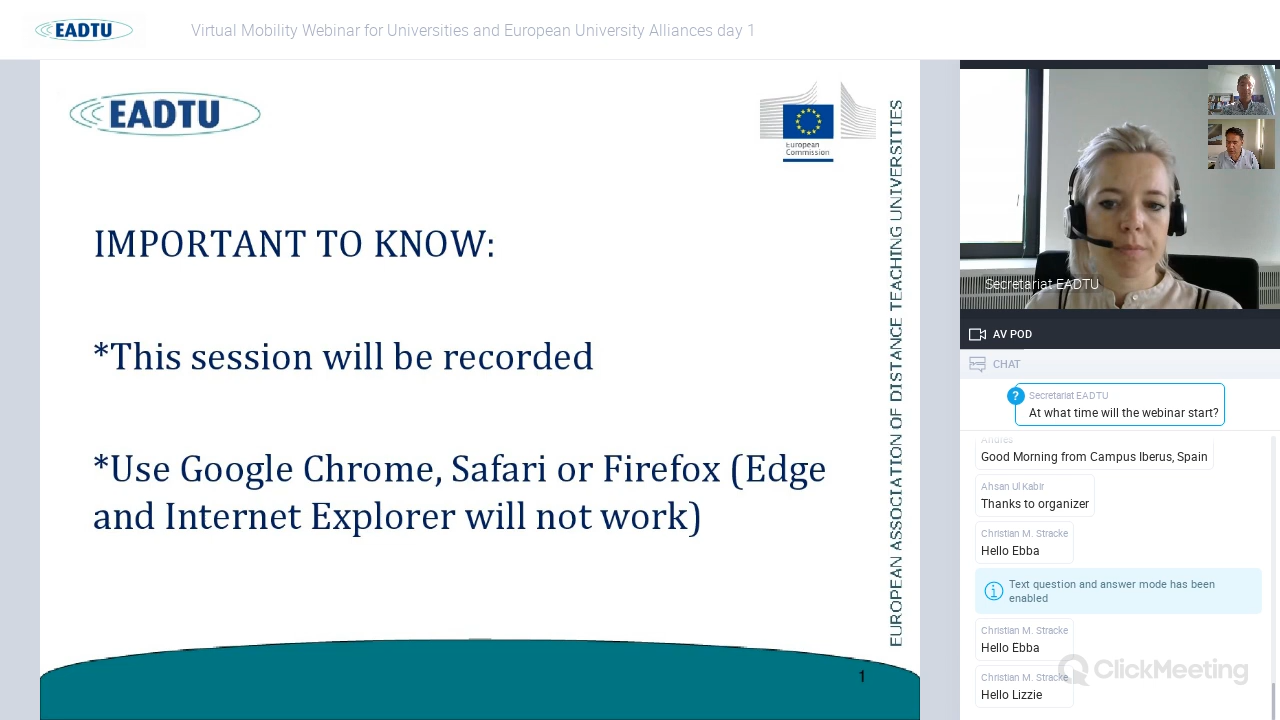 EADTU
Virtual Mobility Webinar for Universities and European University Alliances day 1
EADTU
European
Commission
EUROPEAN ASSOCIATION OF DISTANCE TEACHING UNIVERSITIES
IMPORTANT TO KNOW:
*This session will be recorded
*Use Google Chrome, Safari or Firefox (Edge
and Internet Explorer will not work)
1
Secretariat EADTU
AV POD
CHAT
?
Secretariat EADTU
At what time will the webinar start?
Andres
Good Morning from Campus Iberus, Spain
Ahsan Ul Kabir
Thanks to organizer
Christian M. Stracke
Hello Ebba
Text question and answer mode has been
enabled
Christian M. Stracke
Hello Ebba
Christian M. Stracke
Hello Lizzie
ClickMeeting